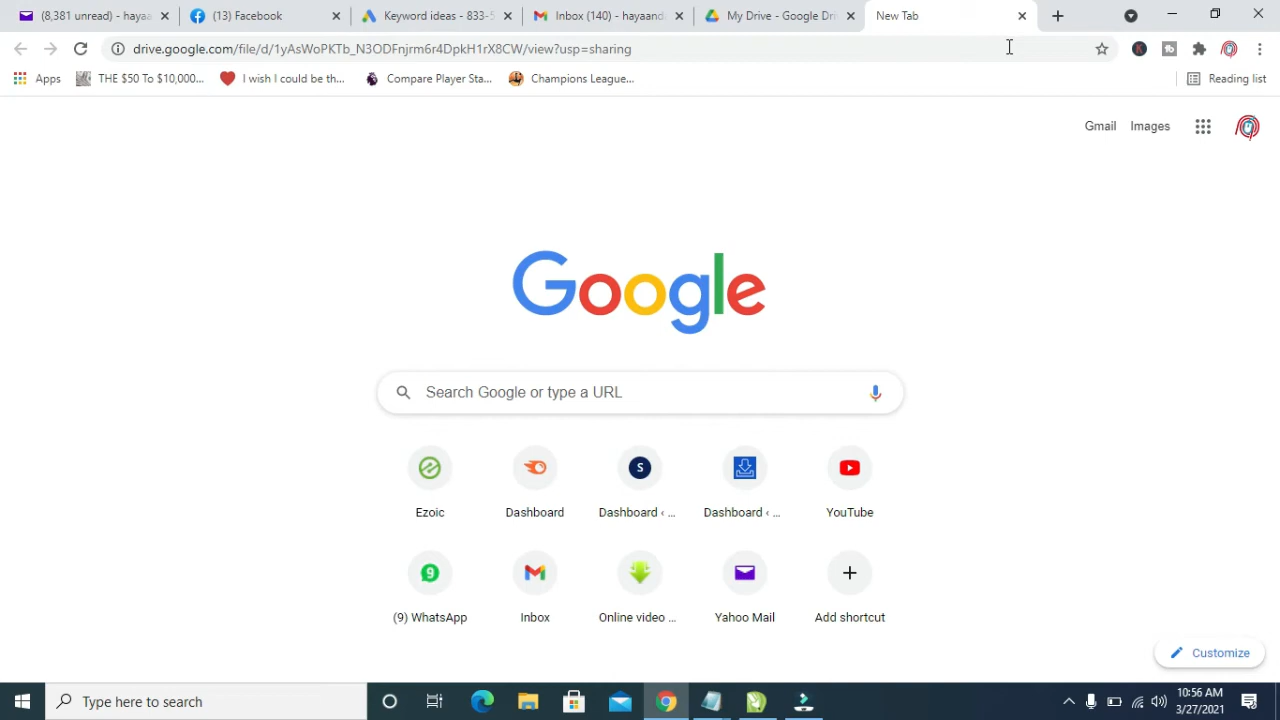 (8,381 unread) - hayaa
(13) Facebook
Keyword ideas - 833-5
Inbox (140) - hayaand
My Drive - Google Dri
New Tab
drive.google.com/file/d/1yAsWoPKTb_N3ODFnjrm6r4DpkH1rX8CW/view?usp=sharing
Apps
THE $50 To $10,000...
I wish I could be th...
Compare Player Sta...
Champions League...
Reading list
Gmail
Images
Google
Search Google or type a URL
Ezoic
Dashboard
Dashboard ‹ ...
Dashboard ‹ ...
YouTube
(9) WhatsApp
Inbox
Online video ...
Yahoo Mail
Add shortcut
Customize
Type here to search
10:56 AM
3/27/2021